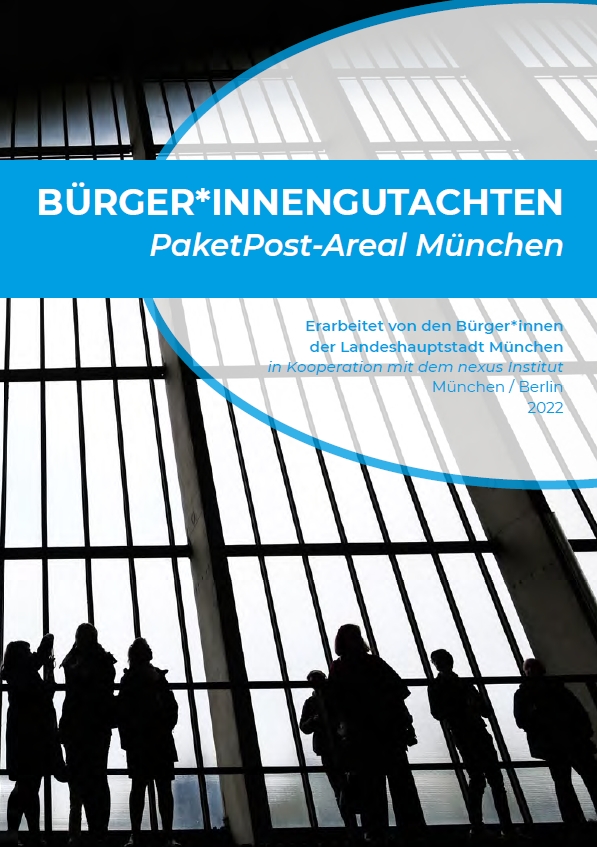 BÜRGER*INNENGUTACHTEN
PaketPost-Areal München
Erarbeitet von den Bürger*innen
der Landeshauptstadt München
in Kooperation mit dem nexus Institut
München / Berlin
2022